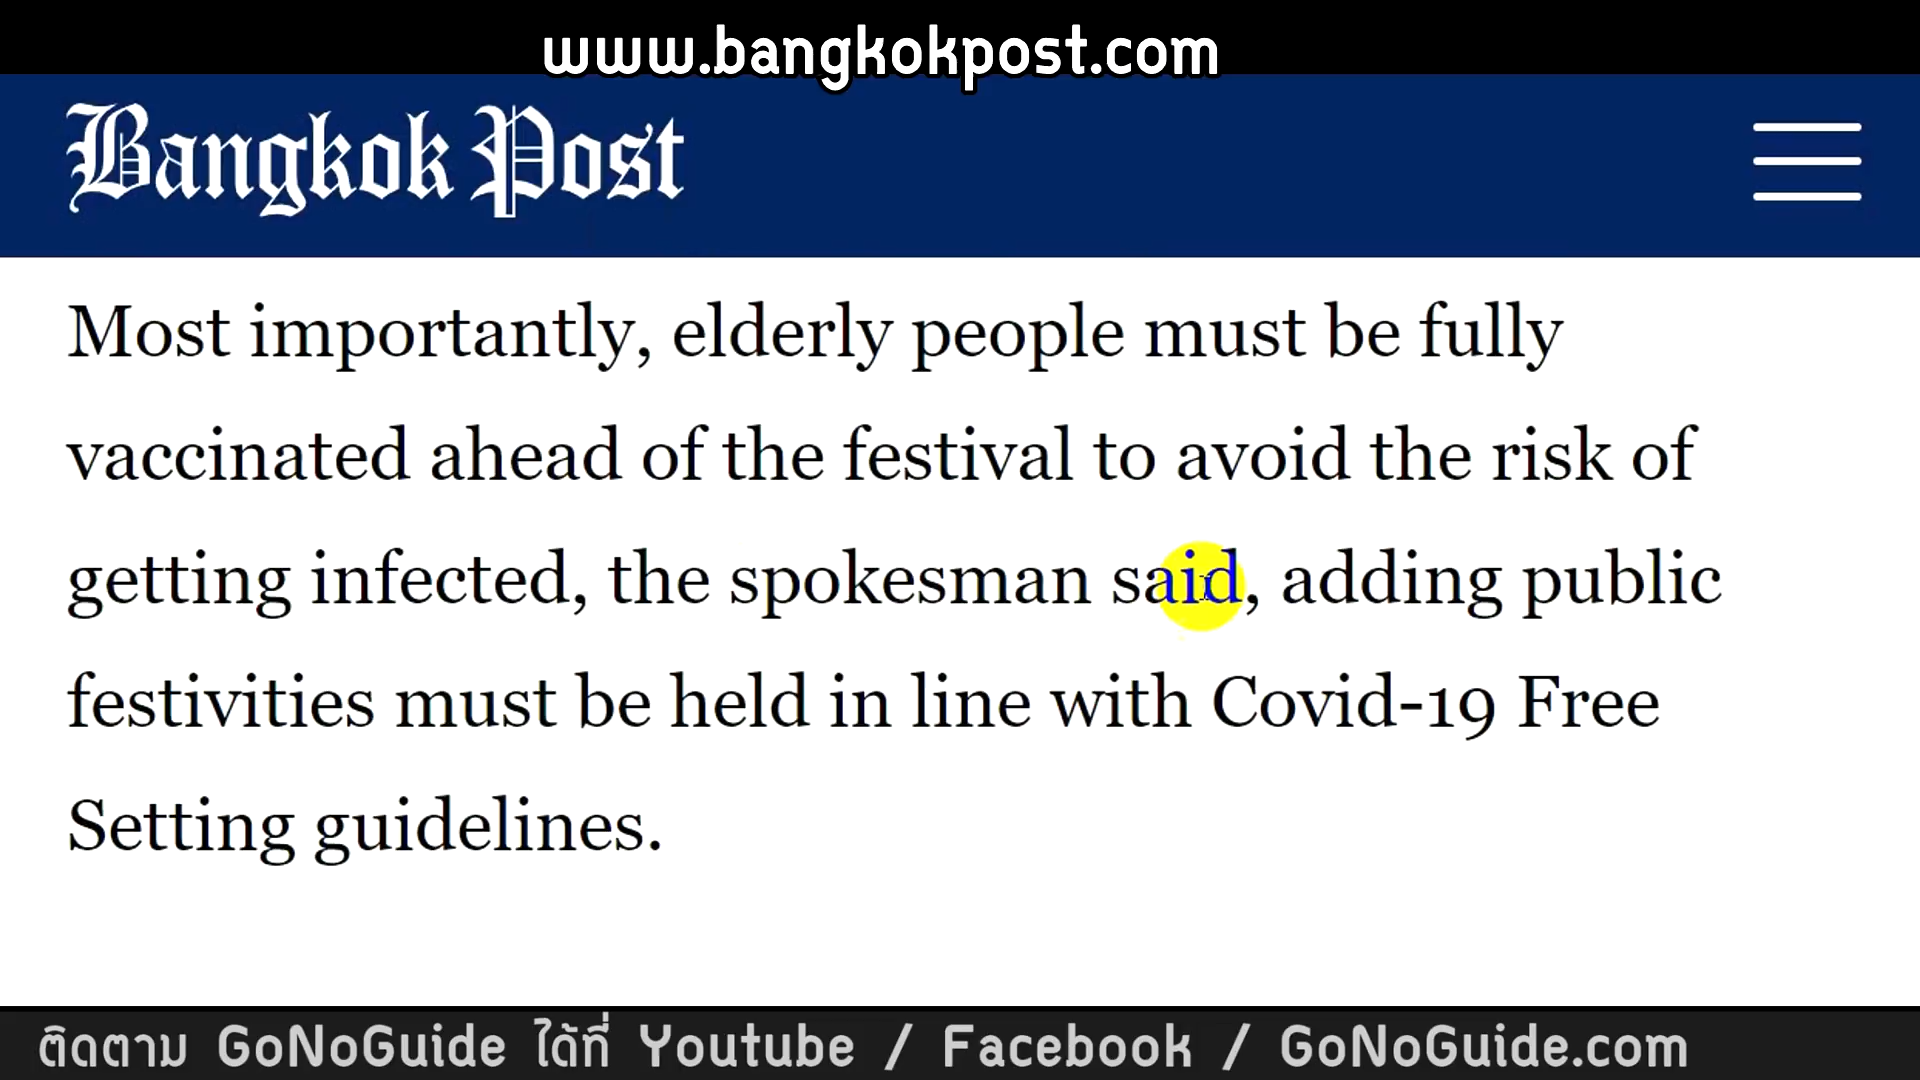 www.bangkokpost.com
Bangkok Post
Most importantly, elderly people must be fully
vaccinated ahead of the festival to avoid the risk of
getting infected, the spokesman said, adding public
festivities must be held in line with Covid-19 Free
Setting guidelines.
ติดตาม GoNoGuide ได้ที่ Youtube / Facebook / GoNoGuide.com